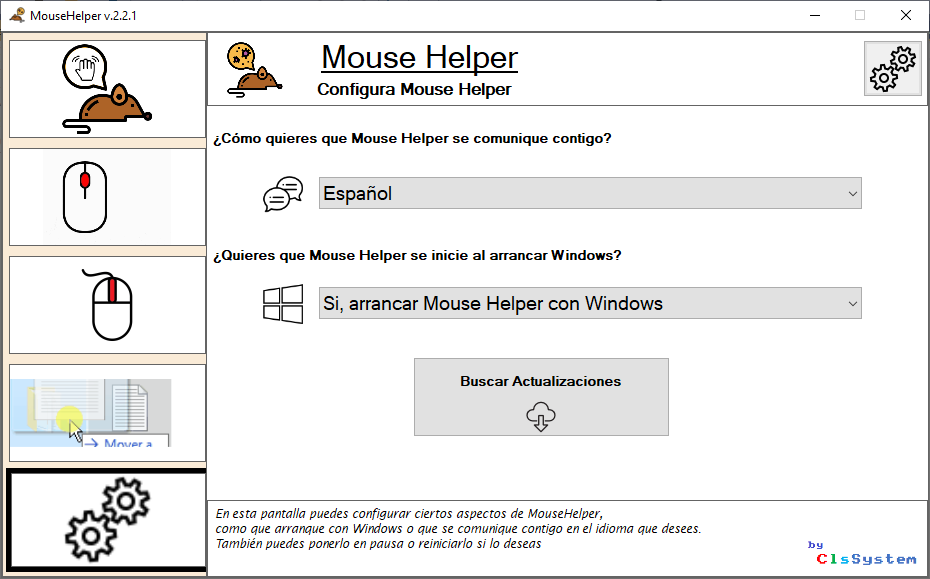 MouseHelper v.2.2.1
Mouse Helper
Configura Mouse Helper
¿Cómo quieres que Mouse Helper se comunique contigo?
Español
¿Quieres que Mouse Helper se inicie al arrancar Windows?
Si, arrancar Mouse Helper con Windows
Buscar Actualizaciones
Mover a
En esta pantalla puedes configurar ciertos aspectos de MouseHelper,
como que arranque con Windows o que se comunique contigo en el idioma que desees.
También puedes ponerlo en pausa o reiniciarlo si lo deseas
by
ClsSystem